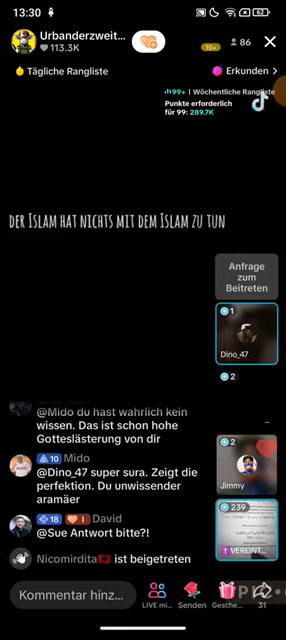 13:30
62
Urbanderzweit...
113.3K
10+
86
Tägliche Rangliste
Erkunden >
99+ | Wöchentliche Rangliste
Punkte erforderlich
für 99: 289.7K
DER ISLAM HAT NICHTS MIT DEM ISLAM ZU TUN
Anfrage
zum
Beitreten
1
Dino_47
2
@Mido du hast wahrlich kein
wissen. Das ist schon hohe
Gotteslästerung von dir
10 Mido
@Dino_47 super sura. Zeigt die
perfektion. Du unwissender
aramäer
2
Jimmy
18 I David
@Sue Antwort bitte?!
239
VEREINT...
Nicomirdita ist beigetreten
Kommentar hinz...
LIVE mi...
Senden
Gesche...
31